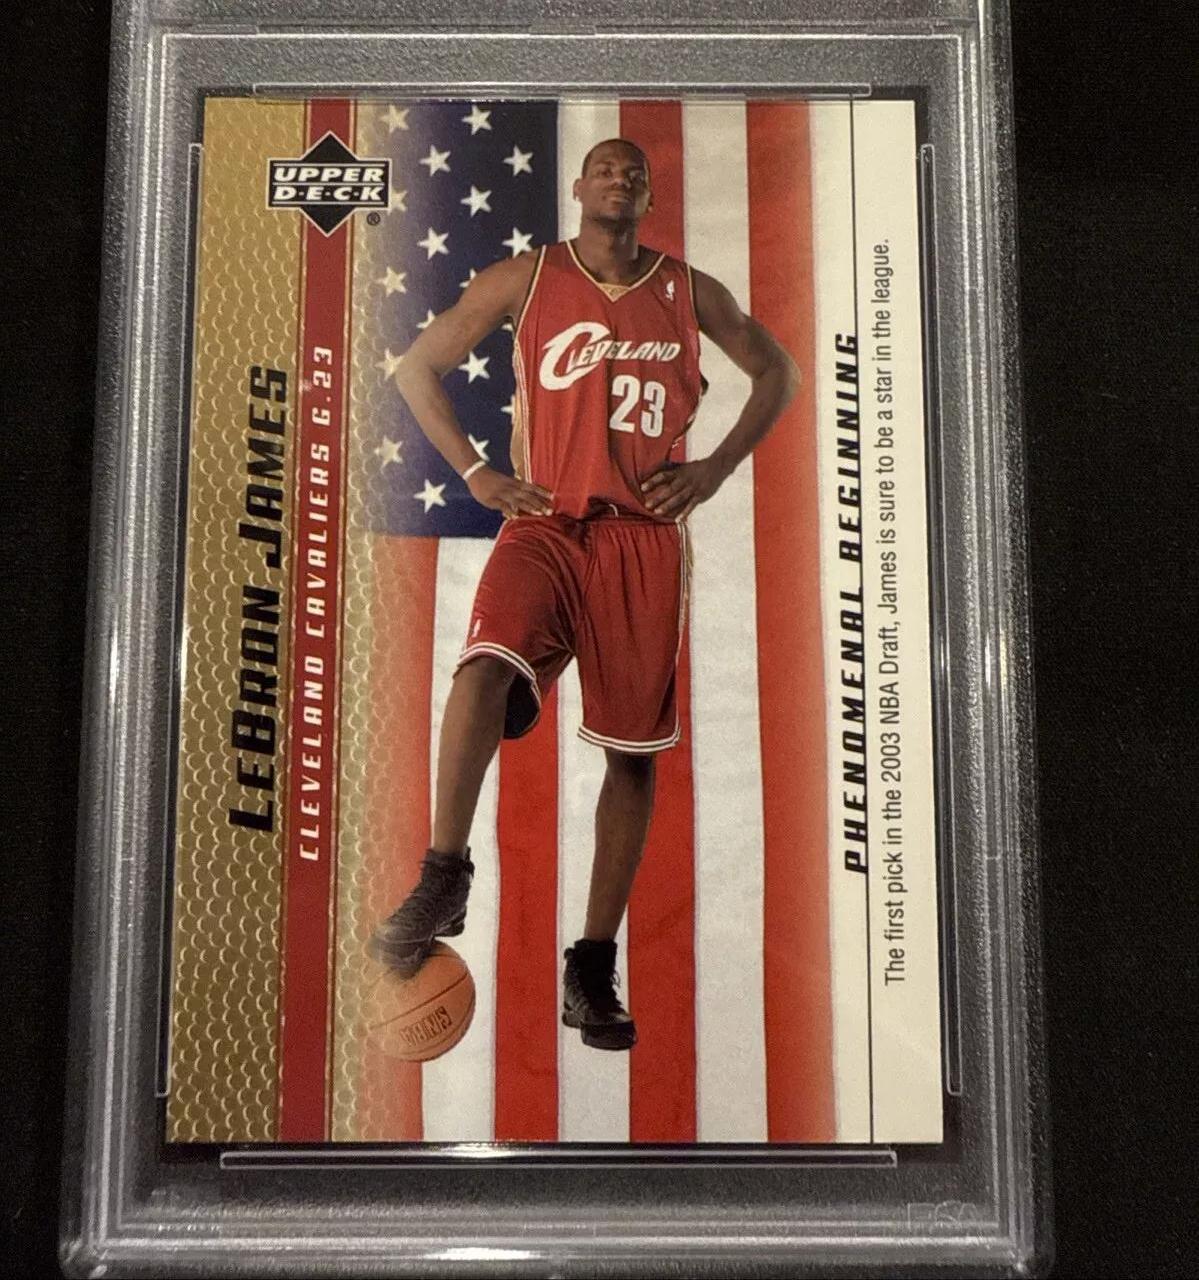 UPPER
D·E·C·K
®
LEBRON JAMES
CLEVELAND CAVALIERS G.23
CLEVELAND
23
PHENOMENAL BEGINNING
The first pick in the 2003 NBA Draft, James is sure to be a star in the league.
PSA